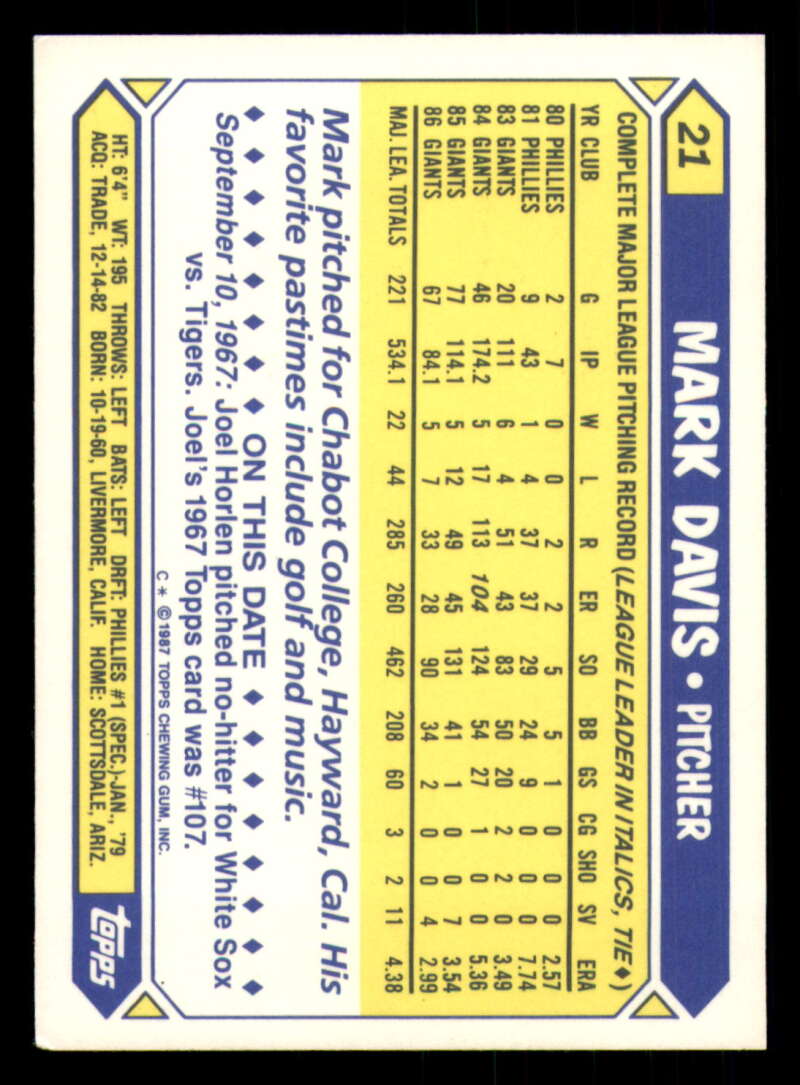 21 MARK DAVIS • PITCHER
COMPLETE MAJOR LEAGUE PITCHING RECORD (LEAGUE LEADER IN ITALICS, TIE♦)
YR CLUB G IP W L R ER SO BB GS CG SHO SV ERA
80 PHILLIES 2 7 0 0 2 2 5 5 1 0 0 0 2.57
81 PHILLIES 9 43 1 4 37 37 29 24 9 0 0 0 7.74
83 GIANTS 20 111 6 4 51 43 83 50 20 2 2 0 3.49
84 GIANTS 46 174.2 5 17 113 104 124 54 27 1 0 0 5.36
85 GIANTS 77 114.1 5 12 49 45 131 41 1 0 0 7 3.54
86 GIANTS 67 84.1 5 7 33 28 90 34 2 0 0 4 2.99
MAJ. LEA. TOTALS 221 534.1 22 44 285 260 462 208 60 3 2 11 4.38
Mark pitched for Chabot College, Hayward, Cal. His
favorite pastimes include golf and music.
♦ ♦ ♦ ♦ ♦ ♦ ♦ ♦ ON THIS DATE ♦ ♦ ♦ ♦ ♦ ♦ ♦ ♦
September 10, 1967: Joel Horlen pitched no-hitter for White Sox
vs. Tigers. Joel's 1967 Topps card was #107.
C * ©1987 TOPPS CHEWING GUM, INC.
HT: 6'4" WT: 195 THROWS: LEFT BATS: LEFT DRFT: PHILLIES #1 (SPEC.)-JAN., '79
ACQ: TRADE, 12-14-82 BORN: 10-19-60, LIVERMORE, CALIF. HOME: SCOTTSDALE, ARIZ.
topps